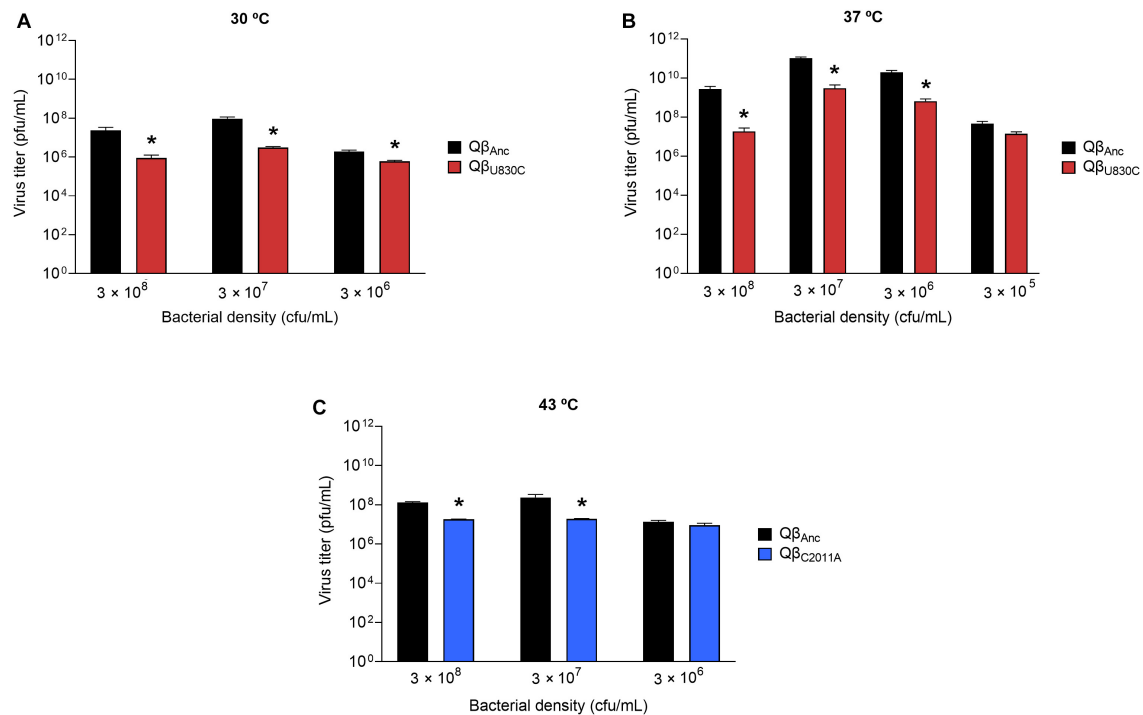 A
30 ºC
Virus titer (pfu/mL)
10¹²
10¹⁰
10⁸
10⁶
10⁴
10²
10⁰
*
*
*
3 × 10⁸
3 × 10⁷
3 × 10⁶
Bacterial density (cfu/mL)
Qβ_Anc
Qβ_U830C
B
37 ºC
Virus titer (pfu/mL)
10¹²
10¹⁰
10⁸
10⁶
10⁴
10²
10⁰
*
*
*
3 × 10⁸
3 × 10⁷
3 × 10⁶
3 × 10⁵
Bacterial density (cfu/mL)
Qβ_Anc
Qβ_U830C
C
43 ºC
Virus titer (pfu/mL)
10¹²
10¹⁰
10⁸
10⁶
10⁴
10²
10⁰
*
*
3 × 10⁸
3 × 10⁷
3 × 10⁶
Bacterial density (cfu/mL)
Qβ_Anc
Qβ_C2011A